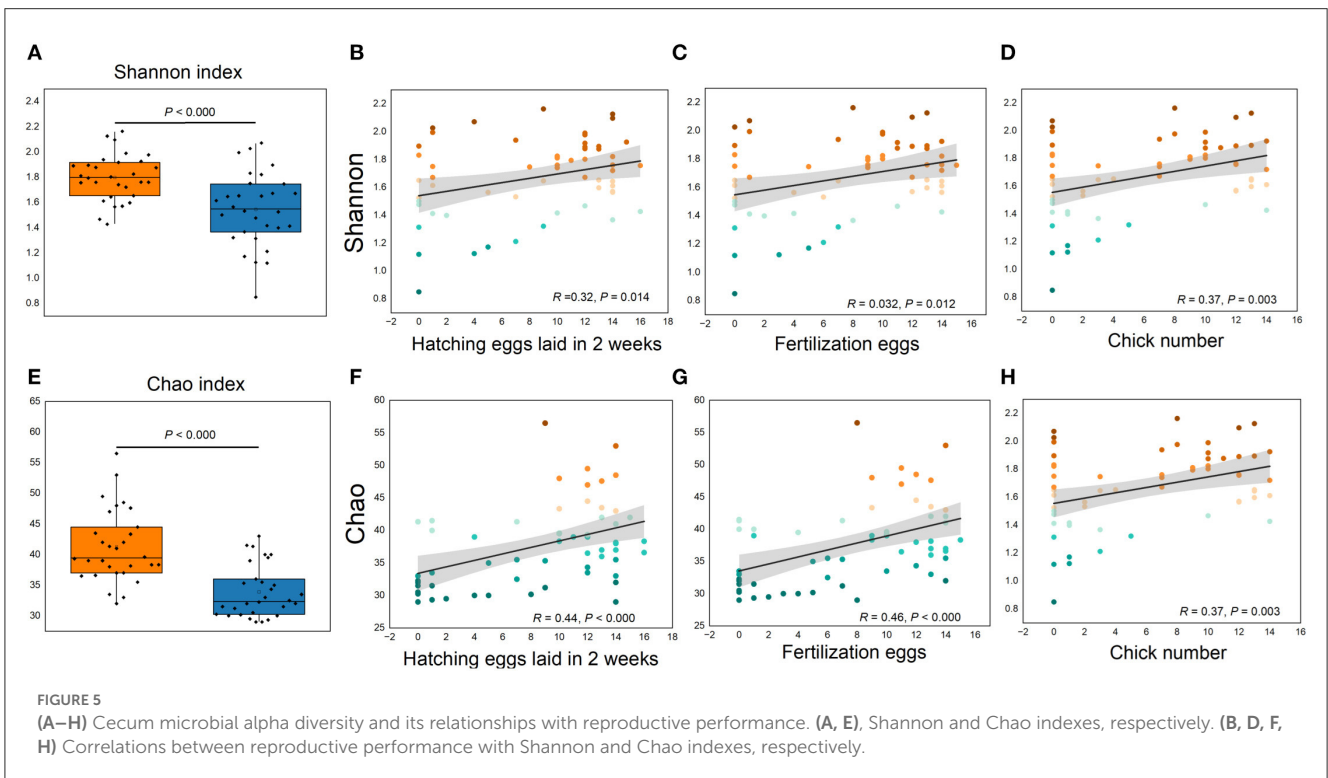 A
Shannon index
P < 0.000
2.4
2.2
2.0
1.8
1.6
1.4
1.2
1.0
0.8
B
Shannon
2.2
2.0
1.8
1.6
1.4
1.2
1.0
0.8
R =0.32, P = 0.014
−2 0 2 4 6 8 10 12 14 16 18
Hatching eggs laid in 2 weeks
C
2.2
2.0
1.8
1.6
1.4
1.2
1.0
0.8
R = 0.032, P = 0.012
−2 0 2 4 6 8 10 12 14 16
Fertilization eggs
D
2.2
2.0
1.8
1.6
1.4
1.2
1.0
0.8
R = 0.37, P = 0.003
−2 0 2 4 6 8 10 12 14 16
Chick number
E
Chao index
P < 0.000
65
60
55
50
45
40
35
30
F
Chao
60
55
50
45
40
35
30
25
R = 0.44, P < 0.000
−2 0 2 4 6 8 10 12 14 16 18
Hatching eggs laid in 2 weeks
G
60
55
50
45
40
35
30
25
R = 0.46, P < 0.000
−2 0 2 4 6 8 10 12 14 16
Fertilization eggs
H
2.2
2.0
1.8
1.6
1.4
1.2
1.0
0.8
R = 0.37, P = 0.003
−2 0 2 4 6 8 10 12 14 16
Chick number
FIGURE 5
(A–H) Cecum microbial alpha diversity and its relationships with reproductive performance. (A, E), Shannon and Chao indexes, respectively. (B, D, F,
H) Correlations between reproductive performance with Shannon and Chao indexes, respectively.